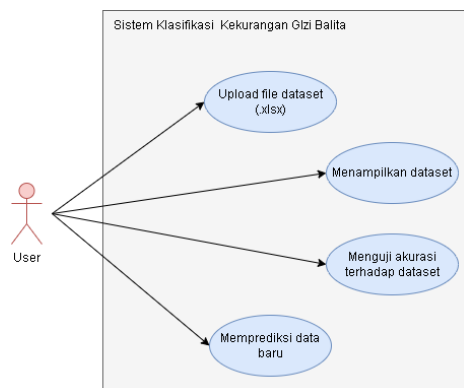 Sistem Klasifikasi Kekurangan GIzi Balita
Upload file dataset
(.xlsx)
Menampilkan dataset
User
Menguji akurasi
terhadap dataset
Memprediksi data
baru